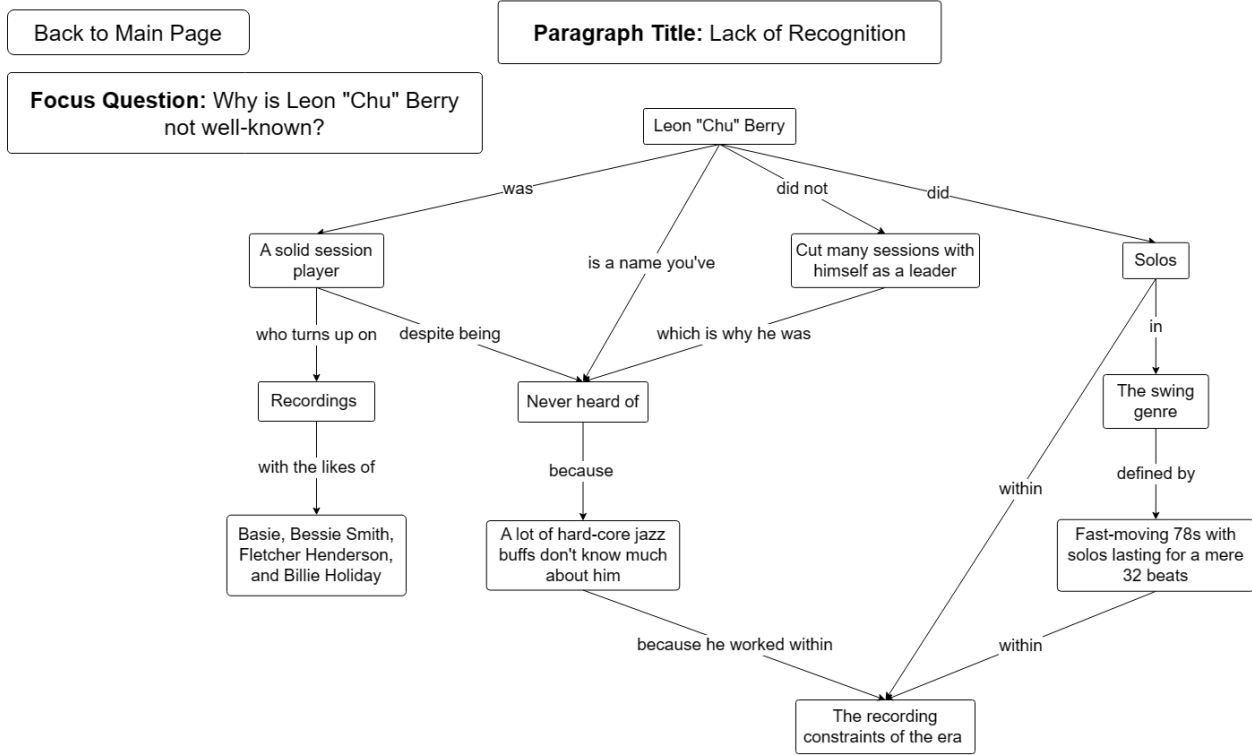 Back to Main Page
Paragraph Title: Lack of Recognition
Focus Question: Why is Leon "Chu" Berry
not well-known?
Leon "Chu" Berry
was
is a name you've
did not
did
A solid session
player
Cut many sessions with
himself as a leader
Solos
who turns up on
despite being
which is why he was
in
Recordings
Never heard of
The swing
genre
with the likes of
because
within
defined by
Basie, Bessie Smith,
Fletcher Henderson,
and Billie Holiday
A lot of hard-core jazz
buffs don't know much
about him
Fast-moving 78s with
solos lasting for a mere
32 beats
because he worked within
within
The recording
constraints of the era